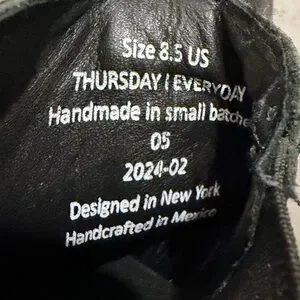 Size 8.5 US
THURSDAY | EVERYDAY
Handmade in small batche
05
2024-02
Designed in New York
Handcrafted in Mexico